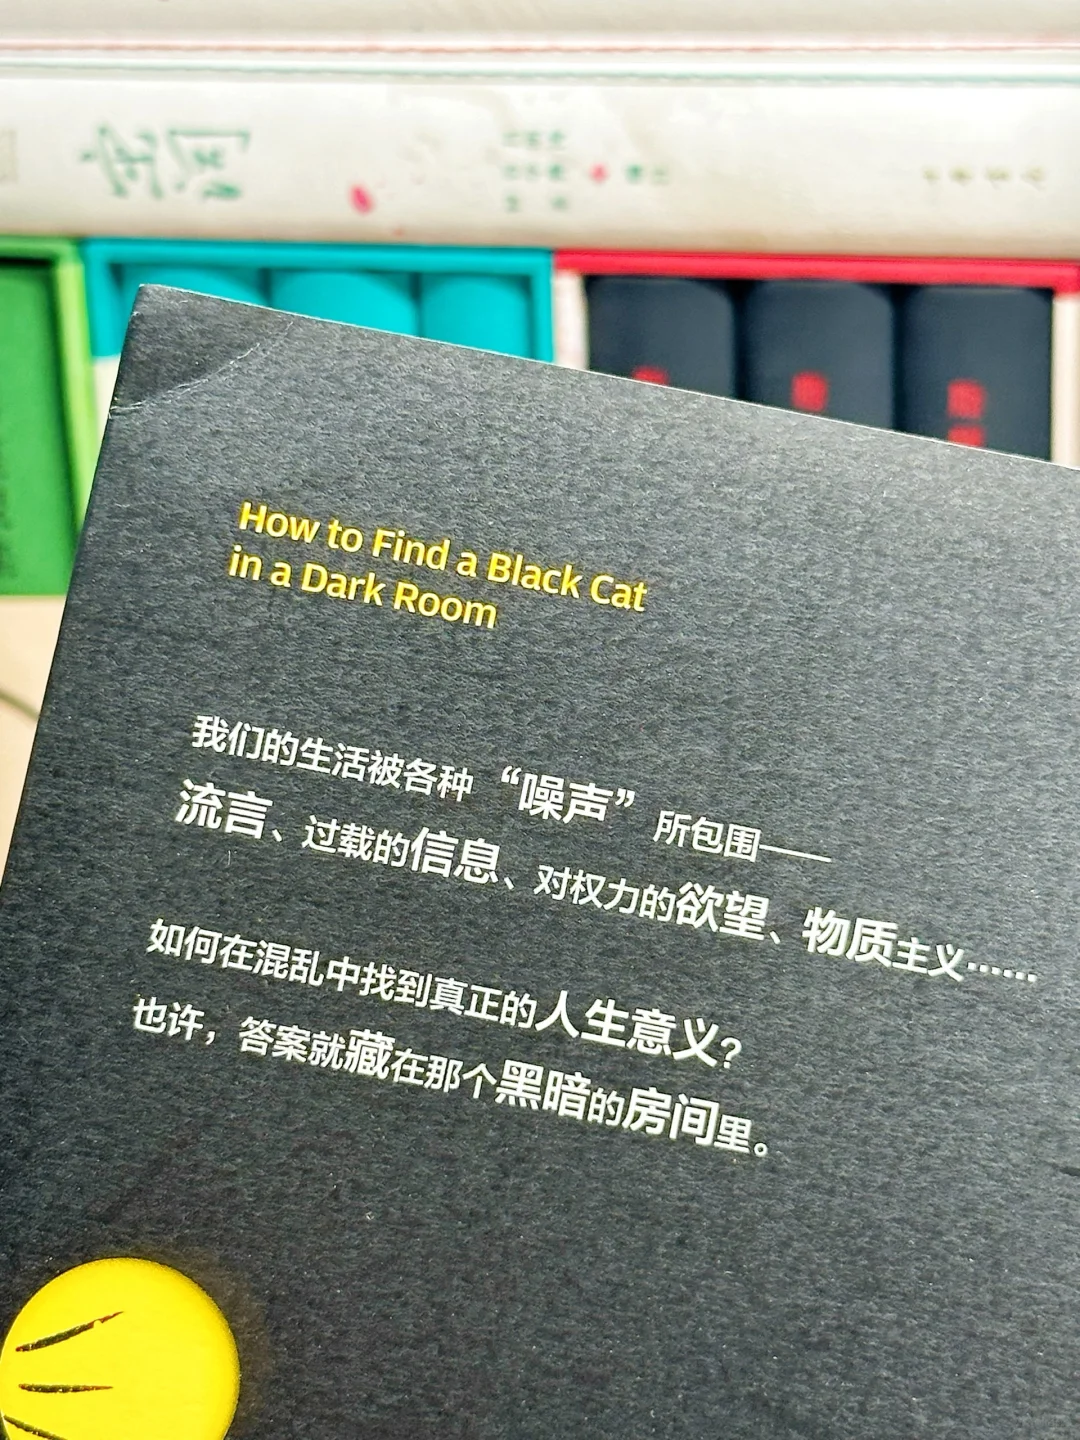 How to Find a Black Cat
in a Dark Room
我们的生活被各种“噪声”所包围——
流言、过载的信息、对权力的欲望、物质主义……
如何在混乱中找到真正的人生意义?
也许，答案就藏在那个黑暗的房间里。